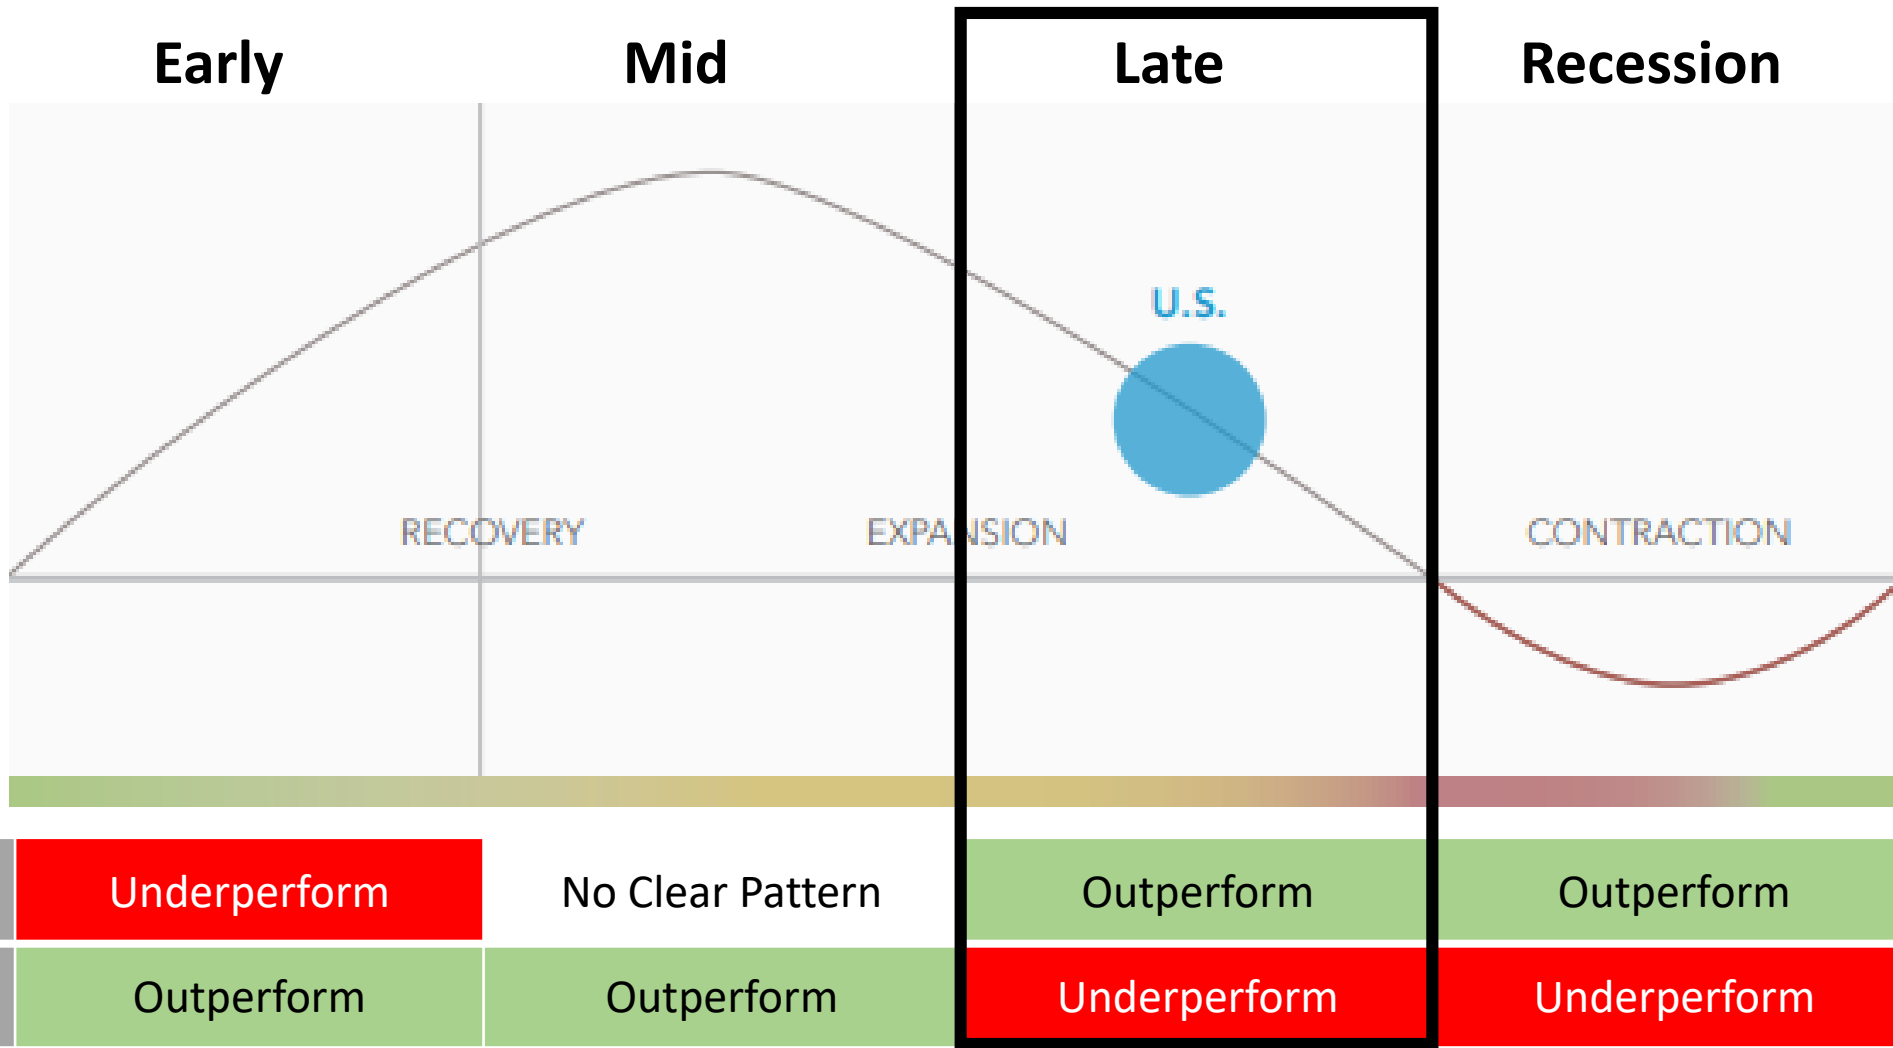 Early Mid Late Recession
U.S.
RECOVERY EXPANSION CONTRACTION
Underperform No Clear Pattern Outperform Outperform
Outperform Outperform Underperform Underperform